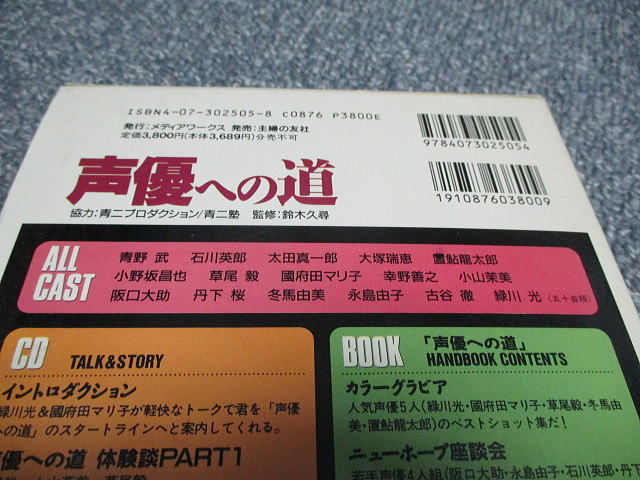 ISBN4-07-302505-8 C0876 P3800E
発行:メディアワークス 発売:主婦の友社
定価3,800円(本体3,689円)分売不可
9784073025054
1910876038009
声優への道
協力:青二プロダクション/青二塾 監修:鈴木久尋
ALL CAST
青野 武 石川英郎 太田真一郎 大塚瑞恵 置鮎龍太郎
小野坂昌也 草尾 毅 國府田マリ子 幸野善之 小山茉美
阪口大助 丹下 桜 冬馬由美 永島由子 古谷 徹 緑川 光 (五十音順)
CD TALK&STORY
イントロダクション
緑川光&國府田マリ子が軽快なトークで君を「声優
への道」のスタートラインへと案内してくれる。
声優への道 体験談PART1
BOOK 「声優への道」
HANDBOOK CONTENTS
カラーグラビア
人気声優5人(緑川光・國府田マリ子・草尾毅・冬馬由
美・置鮎龍太郎)のベストショット集だ!
ニューホープ座談会
若手声優4人組(阪口大助・永島由子・石川英郎・丹下